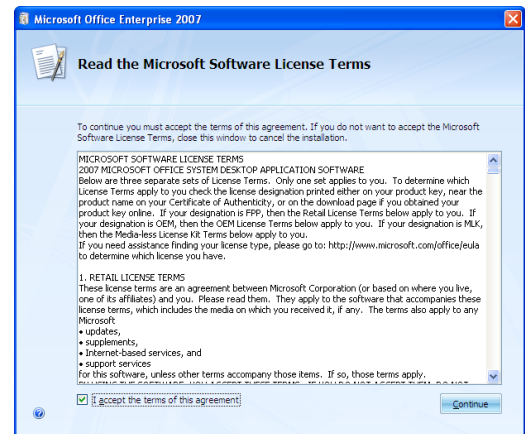 Microsoft Office Enterprise 2007
Read the Microsoft Software License Terms
To continue you must accept the terms of this agreement. If you do not want to accept the Microsoft
Software License Terms, close this window to cancel the installation.
MICROSOFT SOFTWARE LICENSE TERMS
2007 MICROSOFT OFFICE SYSTEM DESKTOP APPLICATION SOFTWARE
Below are three separate sets of License Terms. Only one set applies to you. To determine which
License Terms apply to you check the license designation printed either on your product key, near the
product name on your Certificate of Authenticity, or on the download page if you obtained your
product key online. If your designation is FPP, then the Retail License Terms below apply to you. If
your designation is OEM, then the OEM License Terms below apply to you. If your designation is MLK,
then the Media-less License Kit Terms below apply to you.
If you need assistance finding your license type, please go to: http://www.microsoft.com/office/eula
to determine which license you have.
1. RETAIL LICENSE TERMS
These license terms are an agreement between Microsoft Corporation (or based on where you live,
one of its affiliates) and you. Please read them. They apply to the software that accompanies these
license terms, which includes the media on which you received it, if any. The terms also apply to any
Microsoft
• updates,
• supplements,
• Internet-based services, and
• support services
for this software, unless other terms accompany those items. If so, those terms apply.
I accept the terms of this agreement
Continue